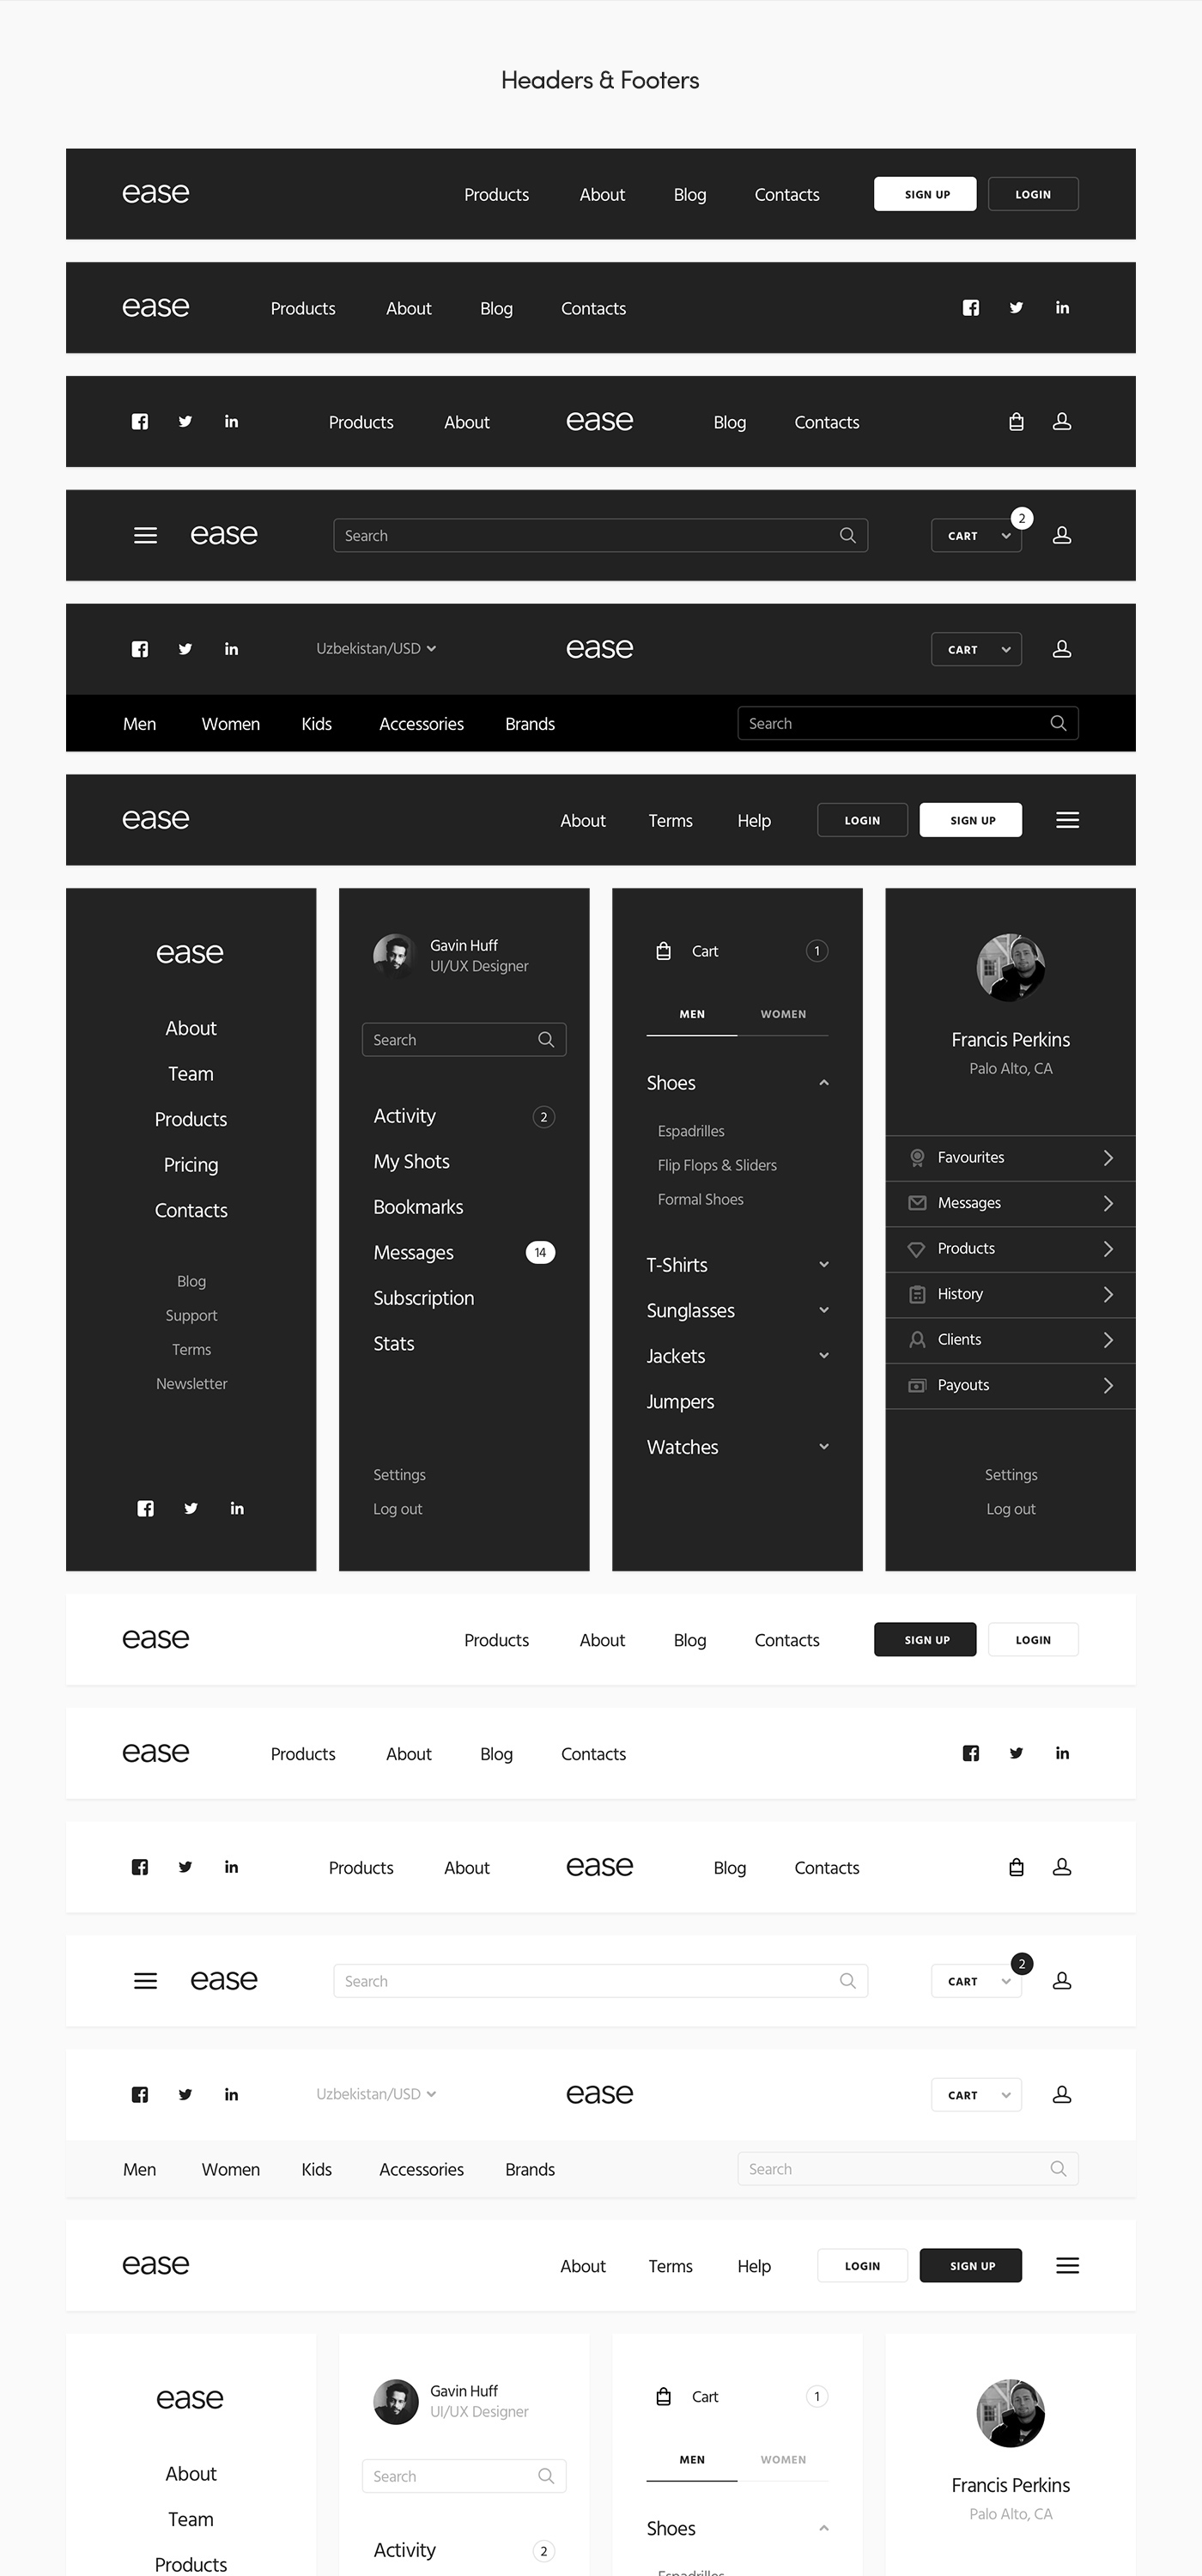 Headers & Footers
ease Products About Blog Contacts SIGN UP LOGIN
ease Products About Blog Contacts
in Products About ease Blog Contacts
ease Search CART 2
in Uzbekistan/USD ease CART
Men Women Kids Accessories Brands Search
ease About Terms Help LOGIN SIGN UP
ease
About
Team
Products
Pricing
Contacts
Blog
Support
Terms
Newsletter
in
Gavin Huff
UI/UX Designer
Search
Activity 2
My Shots
Bookmarks
Messages 14
Subscription
Stats
Settings
Log out
Cart 1
MEN WOMEN
Shoes
Espadrilles
Flip Flops & Sliders
Formal Shoes
T-Shirts
Sunglasses
Jackets
Jumpers
Watches
Francis Perkins
Palo Alto, CA
Favourites
Messages
Products
History
Clients
Payouts
Settings
Log out
ease Products About Blog Contacts SIGN UP LOGIN
ease Products About Blog Contacts in
in Products About ease Blog Contacts
ease Search CART 2
in Uzbekistan/USD ease CART
Men Women Kids Accessories Brands Search
ease About Terms Help LOGIN SIGN UP
ease
About
Team
Products
Gavin Huff
UI/UX Designer
Search
Activity 2
Cart 1
MEN WOMEN
Shoes
Francis Perkins
Palo Alto, CA